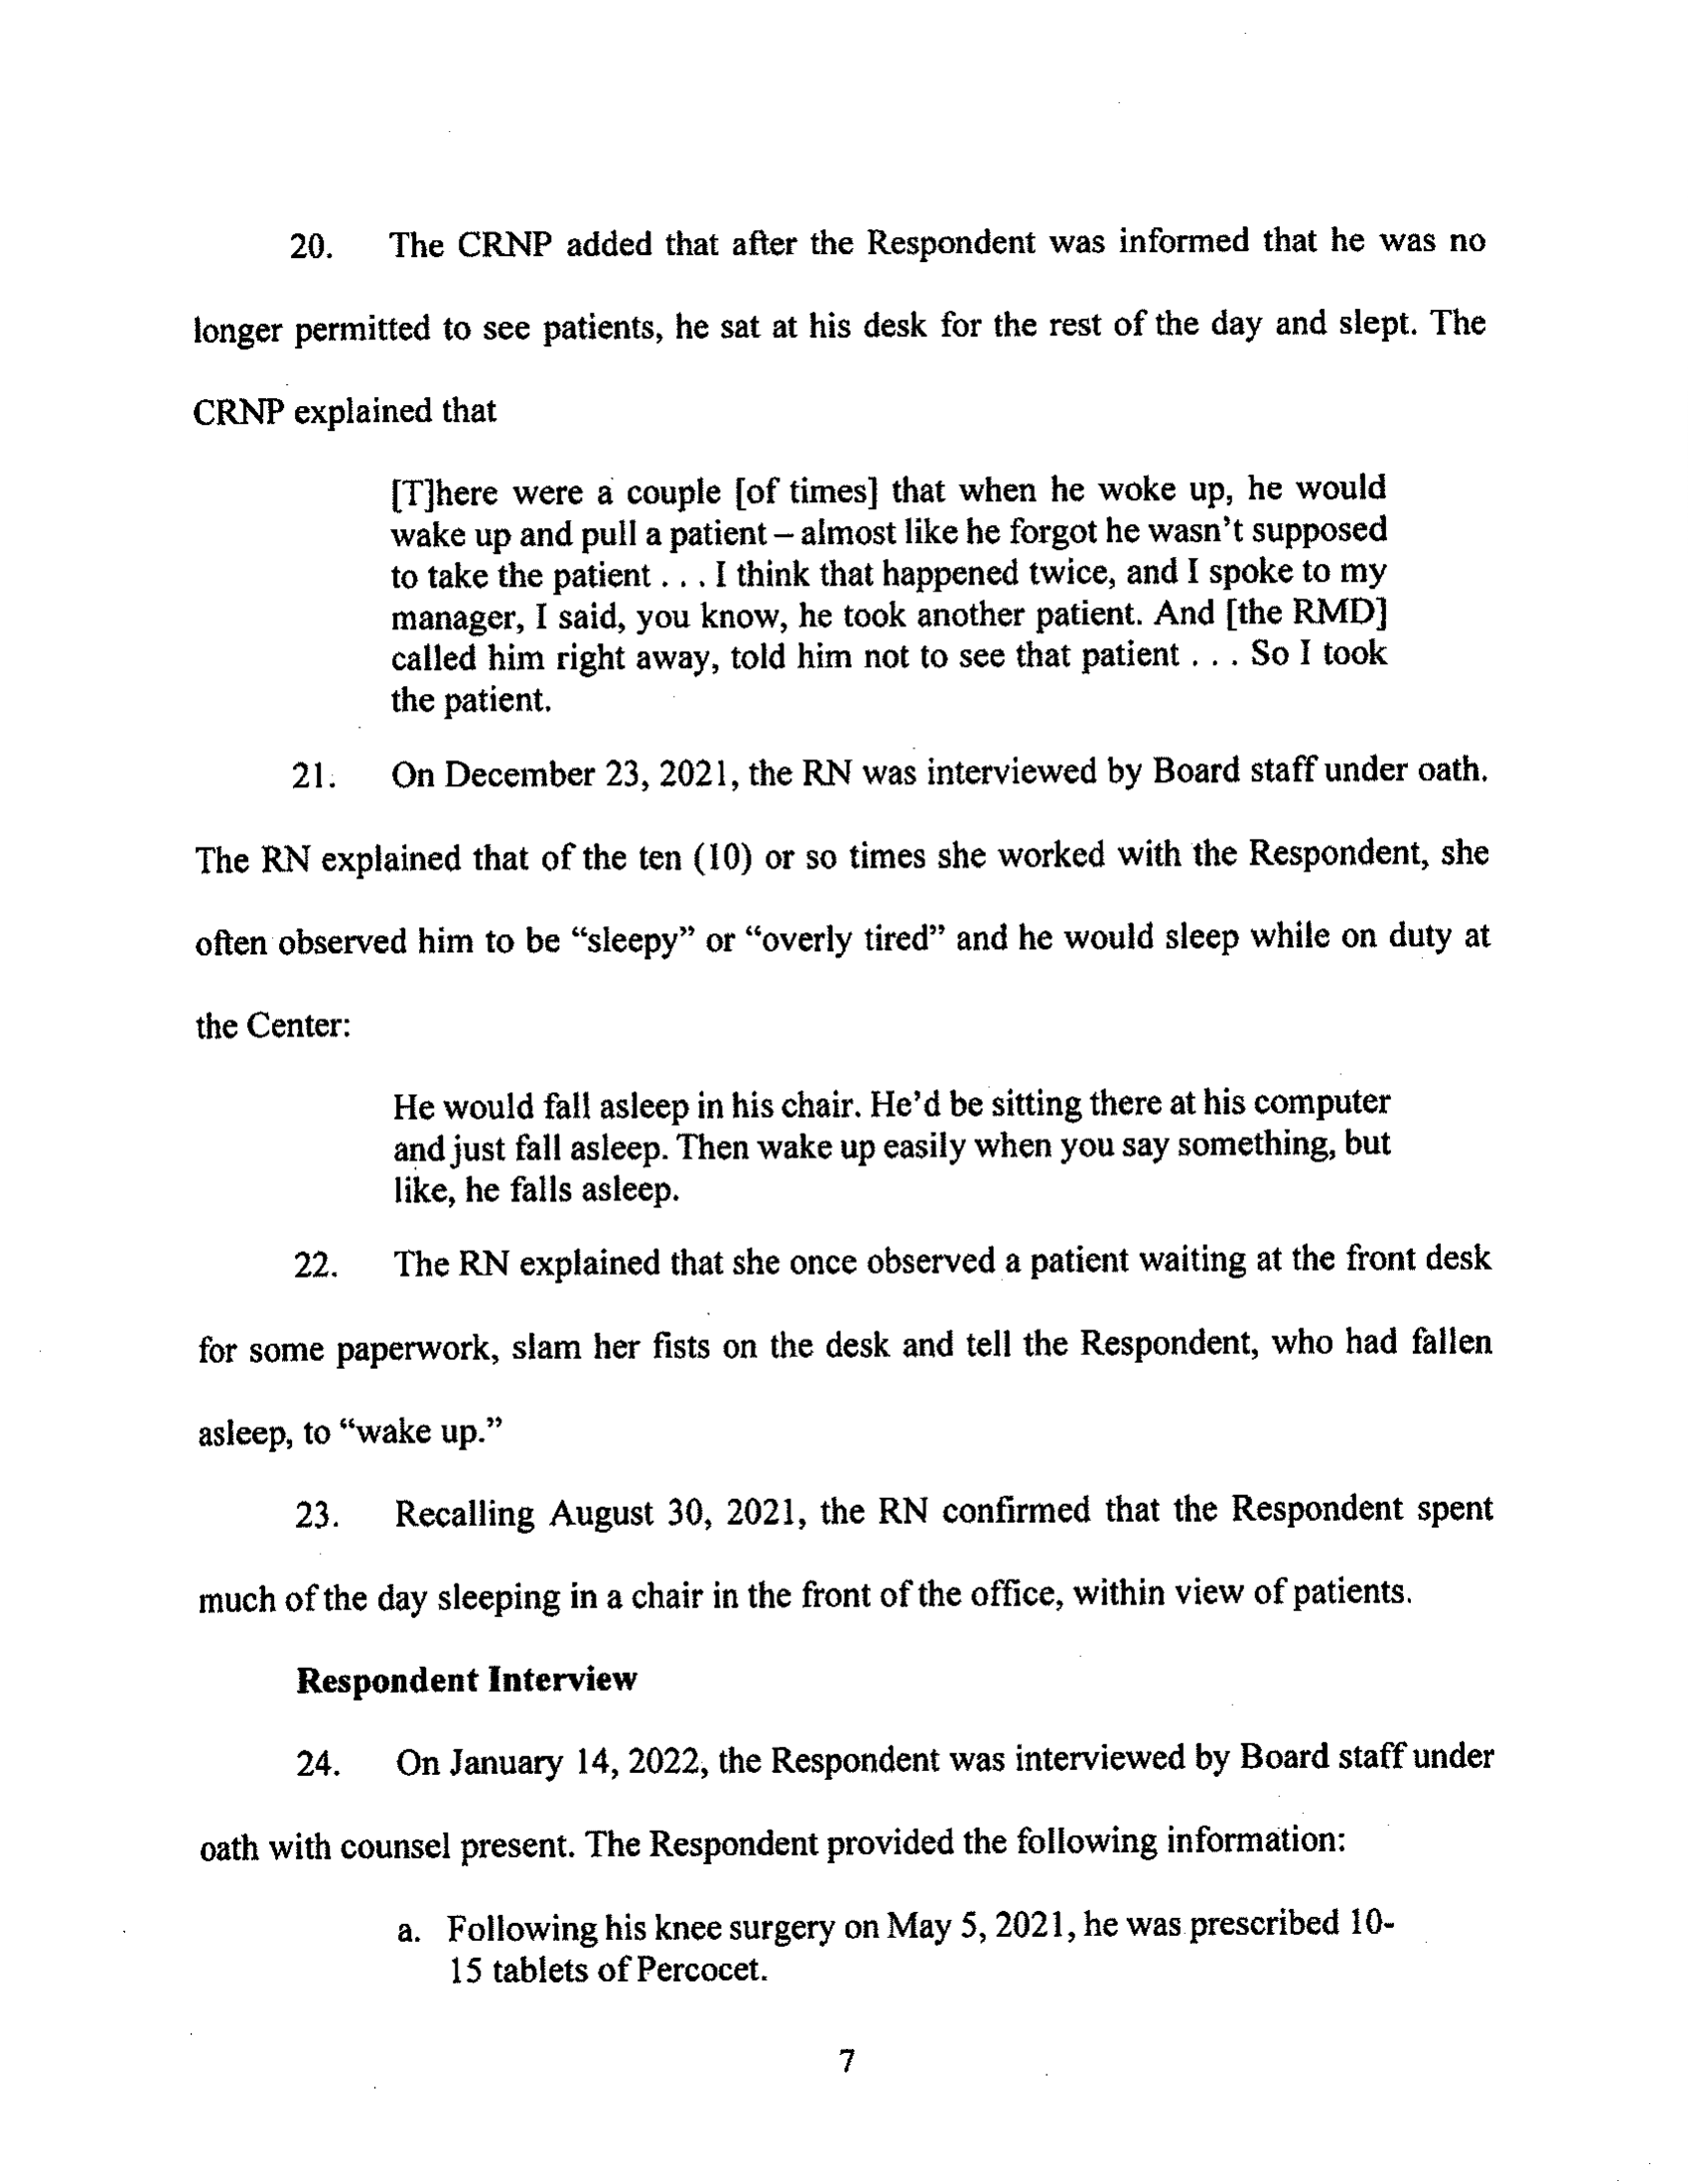 20. The CRNP added that after the Respondent was informed that he was no
longer permitted to see patients, he sat at his desk for the rest of the day and slept. The
CRNP explained that
[T]here were a couple [of times] that when he woke up, he would
wake up and pull a patient – almost like he forgot he wasn't supposed
to take the patient . . . I think that happened twice, and I spoke to my
manager, I said, you know, he took another patient. And [the RMD]
called him right away, told him not to see that patient . . . So I took
the patient.
21. On December 23, 2021, the RN was interviewed by Board staff under oath.
The RN explained that of the ten (10) or so times she worked with the Respondent, she
often observed him to be “sleepy” or “overly tired” and he would sleep while on duty at
the Center:
He would fall asleep in his chair. He’d be sitting there at his computer
and just fall asleep. Then wake up easily when you say something, but
like, he falls asleep.
22. The RN explained that she once observed a patient waiting at the front desk
for some paperwork, slam her fists on the desk and tell the Respondent, who had fallen
asleep, to “wake up.”
23. Recalling August 30, 2021, the RN confirmed that the Respondent spent
much of the day sleeping in a chair in the front of the office, within view of patients.
Respondent Interview
24. On January 14, 2022, the Respondent was interviewed by Board staff under
oath with counsel present. The Respondent provided the following information:
a. Following his knee surgery on May 5, 2021, he was prescribed 10-
15 tablets of Percocet.
7